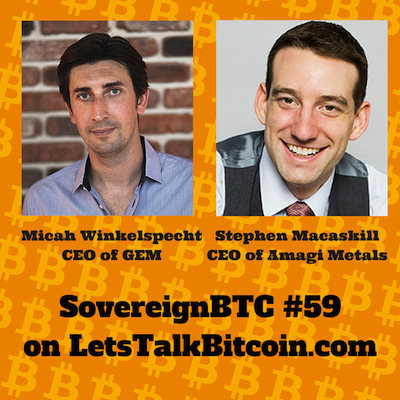 Micah Winkelspecht
CEO of GEM
Stephen Macaskill
CEO of Amagi Metals
SovereignBTC #59
on LetsTalkBitcoin.com